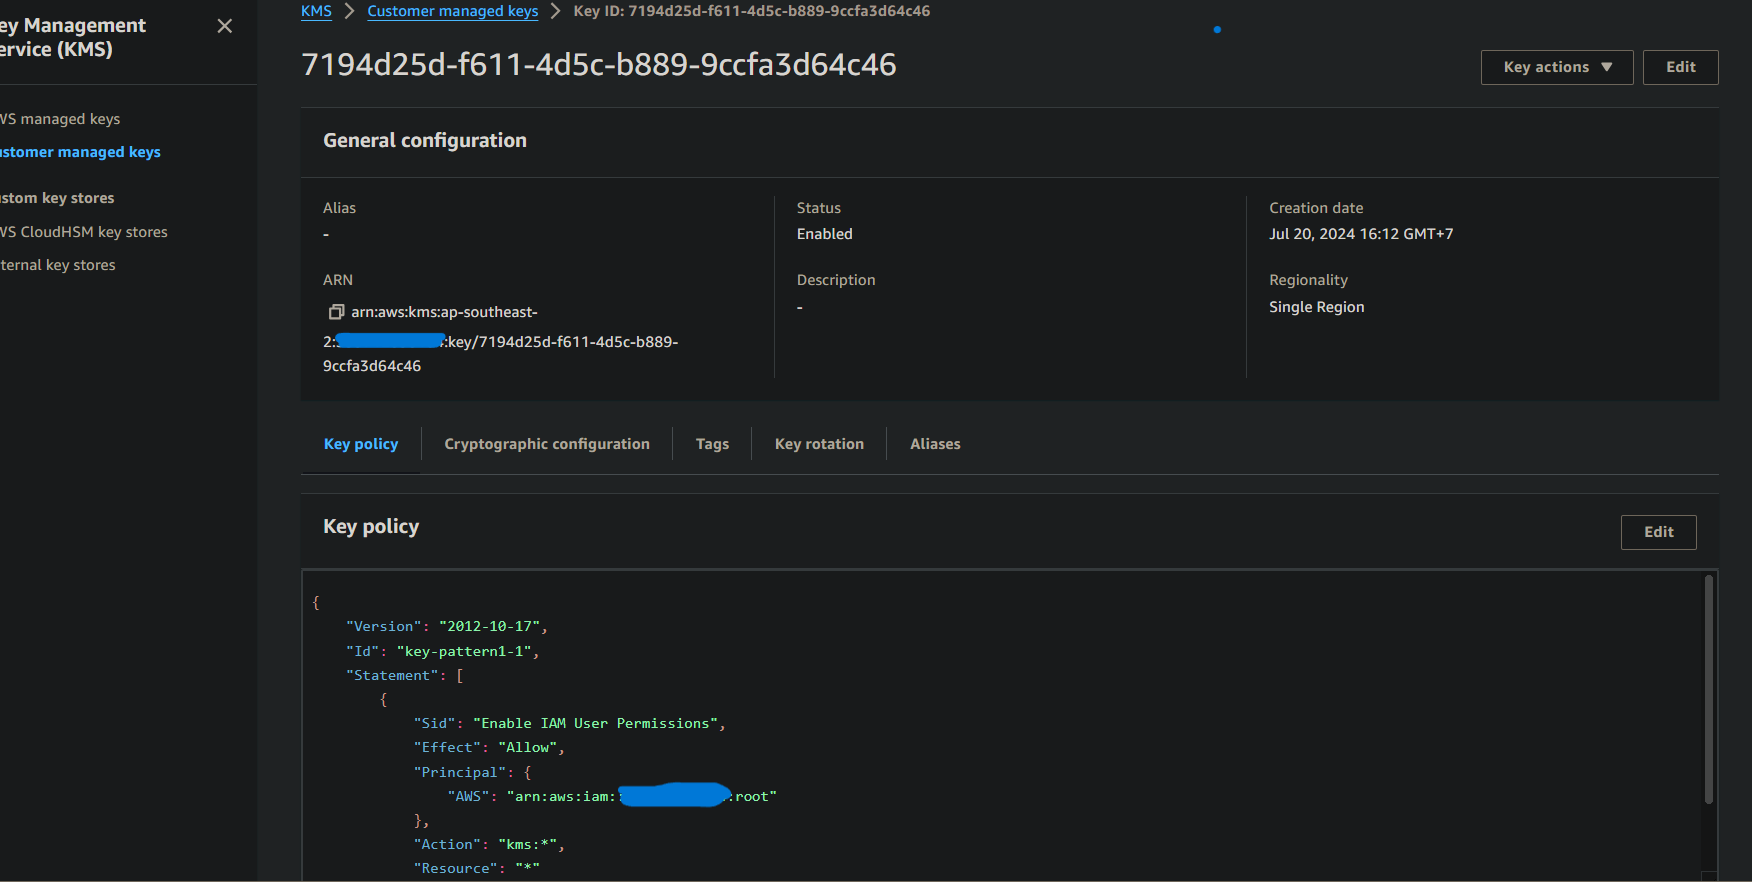 ey Management
ervice (KMS)
WS managed keys
ustomer managed keys
stom key stores
WS CloudHSM key stores
ternal key stores
KMS > Customer managed keys > Key ID: 7194d25d-f611-4d5c-b889-9ccfa3d64c46
7194d25d-f611-4d5c-b889-9ccfa3d64c46
Key actions ▼ Edit
General configuration
Alias
-
ARN
arn:aws:kms:ap-southeast-
2: :key/7194d25d-f611-4d5c-b889-
9ccfa3d64c46
Status
Enabled
Description
-
Creation date
Jul 20, 2024 16:12 GMT+7
Regionality
Single Region
Key policy Cryptographic configuration Tags Key rotation Aliases
Key policy
Edit
{
"Version": "2012-10-17",
"Id": "key-pattern1-1",
"Statement": [
{
"Sid": "Enable IAM User Permissions",
"Effect": "Allow",
"Principal": {
"AWS": "arn:aws:iam: :root"
},
"Action": "kms:*",
"Resource": "*"